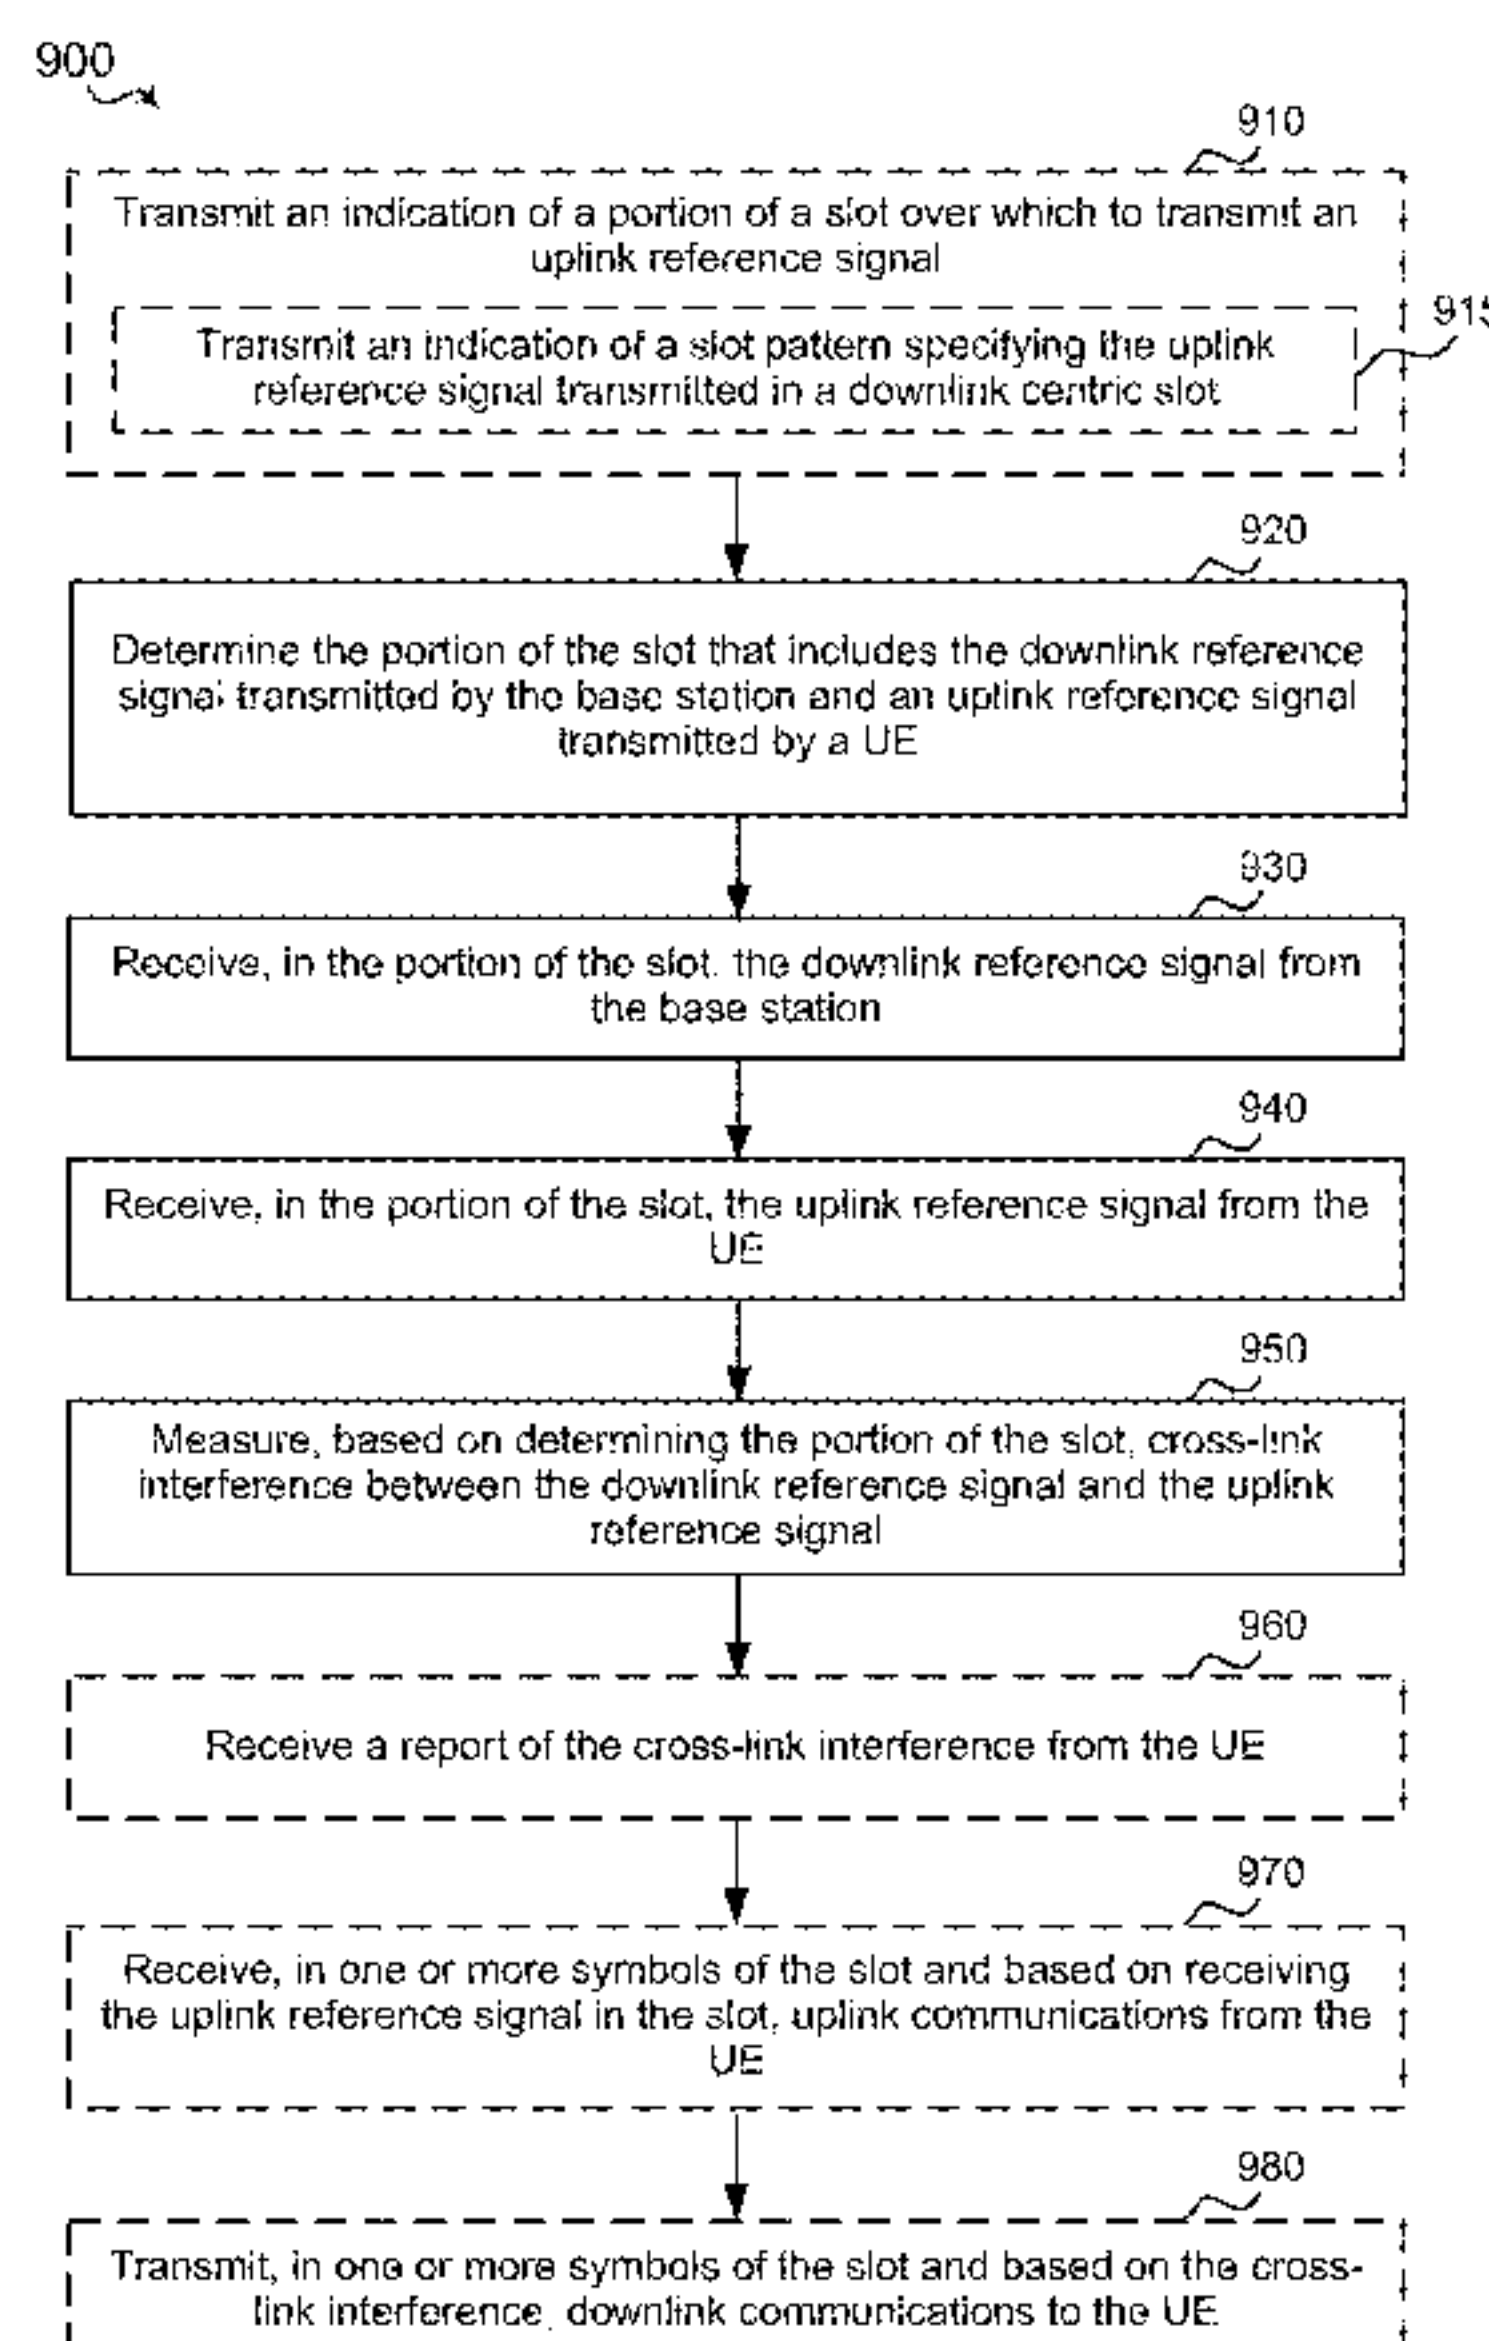 900
910
Transmit an indication of a portion of a slot over which to transmit an
uplink reference signal
915
Transmit an indication of a slot pattern specifying the uplink
reference signal transmitted in a downlink centric slot
920
Determine the portion of the slot that includes the downlink reference
signal transmitted by the base station and an uplink reference signal
transmitted by a UE
930
Receive, in the portion of the slot, the downlink reference signal from
the base station
940
Receive, in the portion of the slot, the uplink reference signal from the
UE
950
Measure, based on determining the portion of the slot, cross-link
interference between the downlink reference signal and the uplink
reference signal
960
Receive a report of the cross-link interference from the UE
970
Receive, in one or more symbols of the slot and based on receiving
the uplink reference signal in the slot, uplink communications from the
UE
980
Transmit, in one or more symbols of the slot and based on the cross-
link interference, downlink communications to the UE